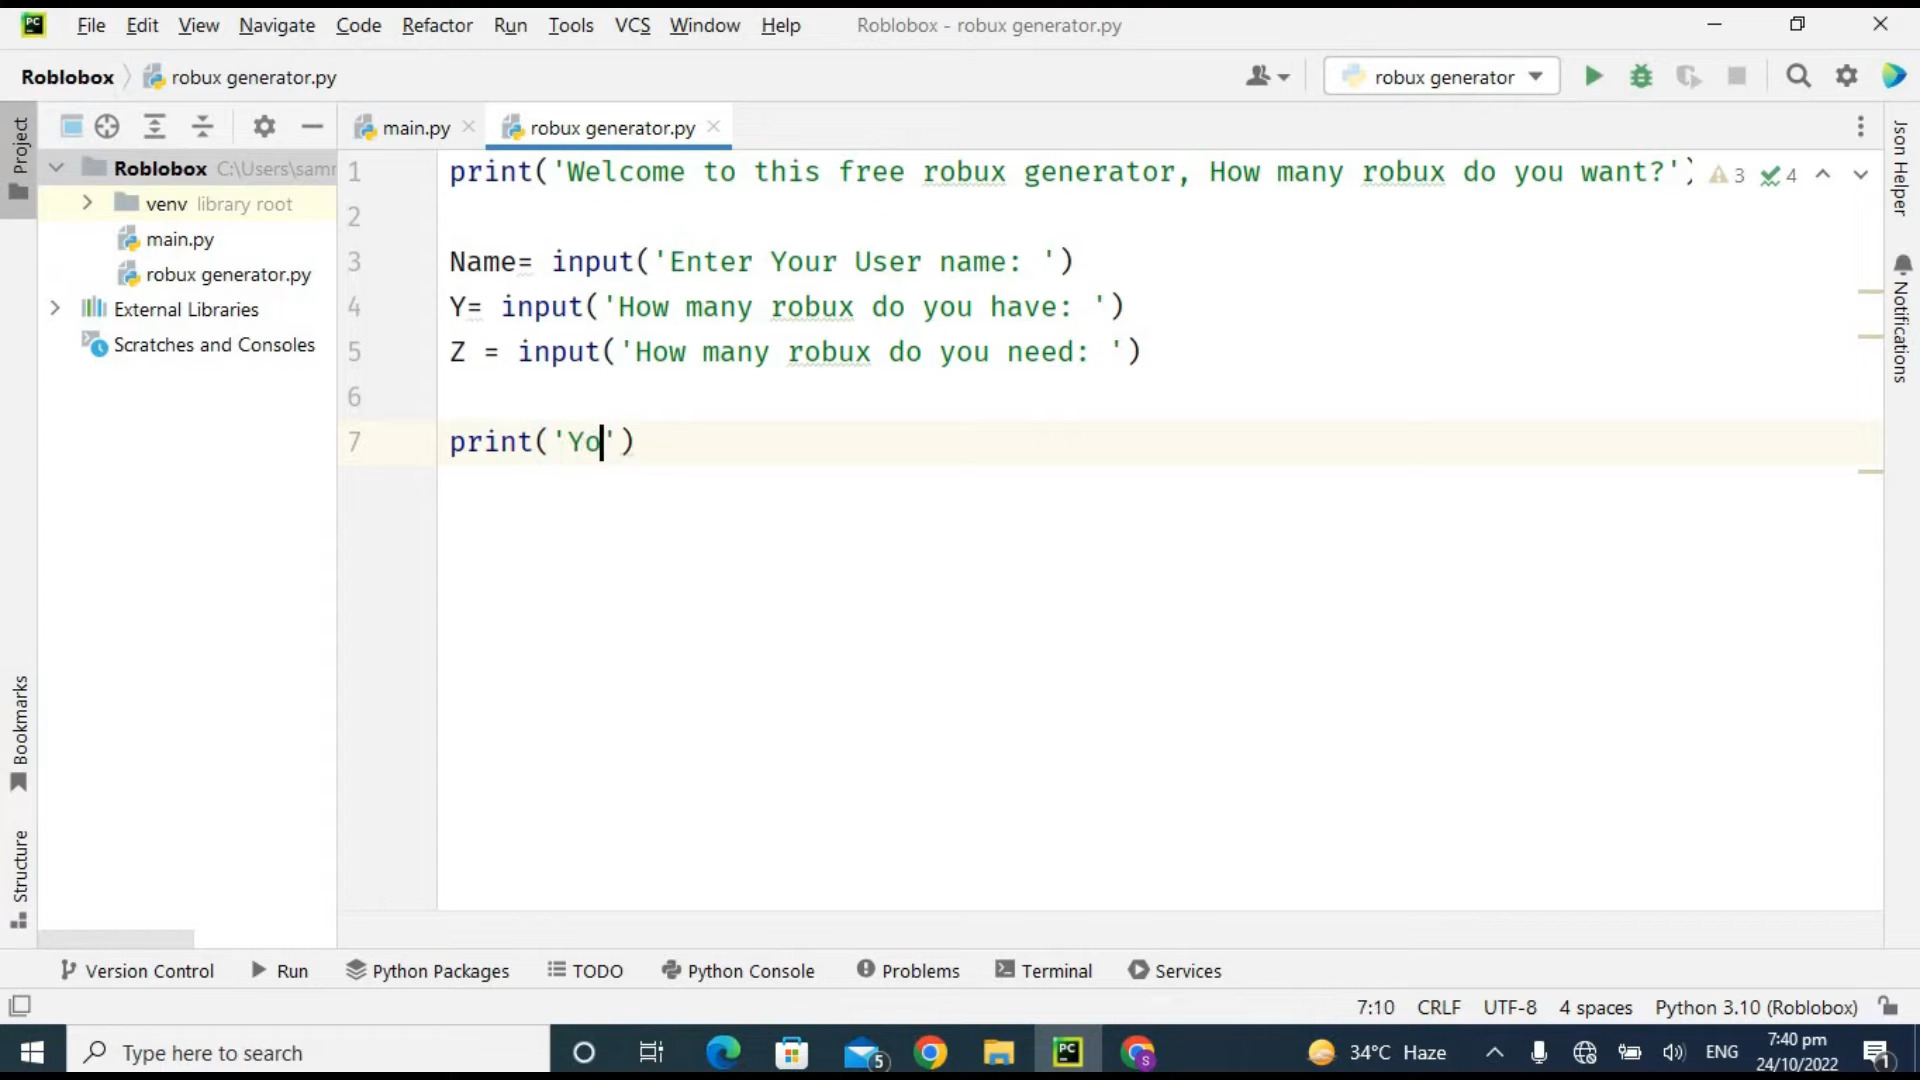 PC File Edit View Navigate Code Refactor Run Tools VCS Window Help Roblobox - robux generator.py
Roblobox robux generator.py robux generator
main.py robux generator.py
Project
Roblobox C:\Users\samr
venv library root
main.py
robux generator.py
External Libraries
Scratches and Consoles
1 print('Welcome to this free robux generator, How many robux do you want?') 3 4
2
3 Name= input('Enter Your User name: ')
4 Y= input('How many robux do you have: ')
5 Z = input('How many robux do you need: ')
6
7 print('Yo')
Json Helper
Notifications
Bookmarks
Structure
Version Control Run Python Packages TODO Python Console Problems Terminal Services
7:10 CRLF UTF-8 4 spaces Python 3.10 (Roblobox)
Type here to search 5 PC S 34°C Haze ENG 7:40 pm 1
24/10/2022